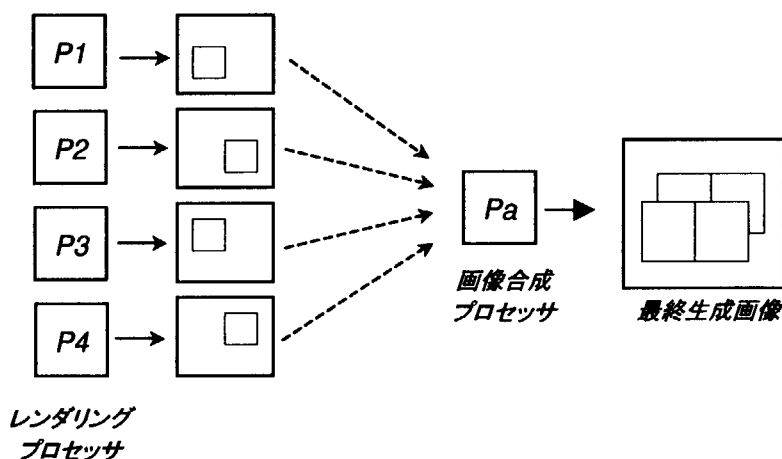 P1
P2
P3
P4
レンダリング
プロセッサ
Pa
画像合成
プロセッサ
最終生成画像